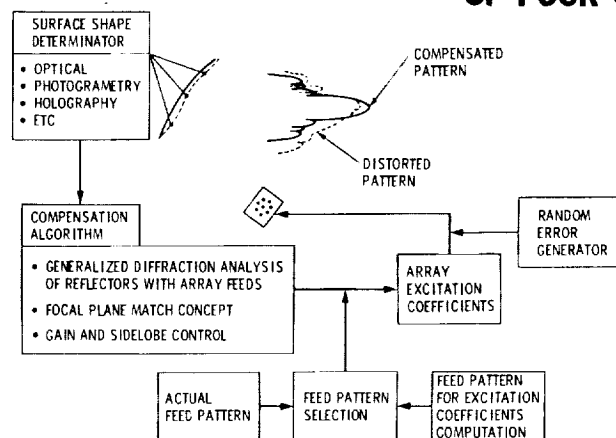 SURFACE SHAPE
DETERMINATOR
• OPTICAL
• PHOTOGRAMETRY
• HOLOGRAPHY
• ETC
COMPENSATED
PATTERN
DISTORTED
PATTERN
COMPENSATION
ALGORITHM
• GENERALIZED DIFFRACTION ANALYSIS
OF REFLECTORS WITH ARRAY FEEDS
• FOCAL PLANE MATCH CONCEPT
• GAIN AND SIDELOBE CONTROL
ARRAY
EXCITATION
COEFFICIENTS
RANDOM
ERROR
GENERATOR
ACTUAL
FEED PATTERN
FEED PATTERN
SELECTION
FEED PATTERN
FOR EXCITATION
COEFFICIENTS
COMPUTATION